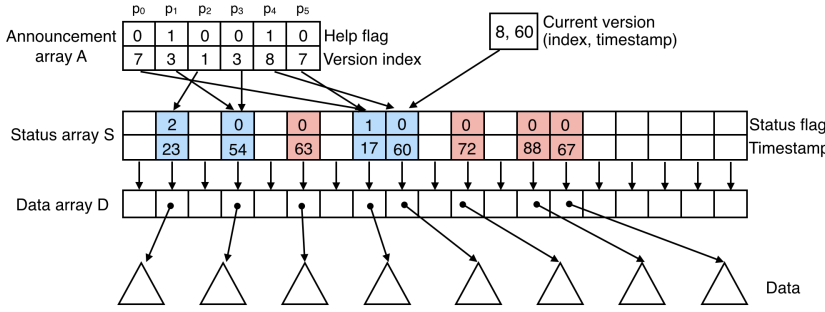 p₀ p₁ p₂ p₃ p₄ p₅
Announcement array A
0 1 0 0 1 0 Help flag
7 3 1 3 8 7 Version index
8, 60
Current version
(index, timestamp)
Status array S
2 0 0 1 0 0 0 0 Status flag
23 54 63 17 60 72 88 67 Timestamp
Data array D
Data